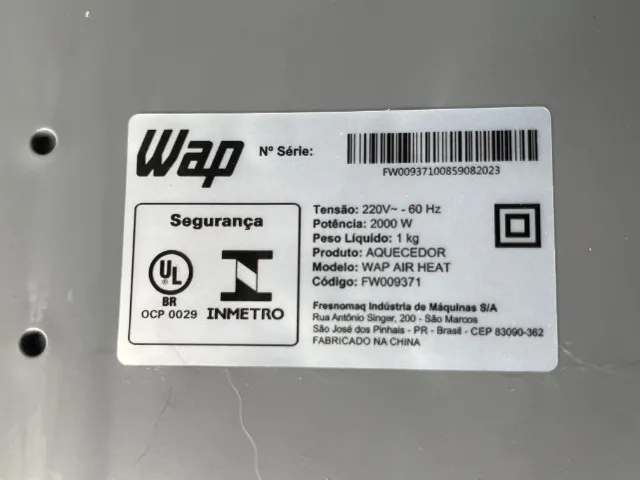 Wap
Nº Série:
FW00937100859082023
Segurança
UL
BR
OCP 0029
INMETRO
Tensão: 220V~ - 60 Hz
Potência: 2000 W
Peso Líquido: 1 kg
Produto: AQUECEDOR
Modelo: WAP AIR HEAT
Código: FW009371
Fresnomaq Indústria de Máquinas S/A
Rua Antônio Singer, 200 - São Marcos
São José dos Pinhais - PR - Brasil - CEP 83090-362
FABRICADO NA CHINA